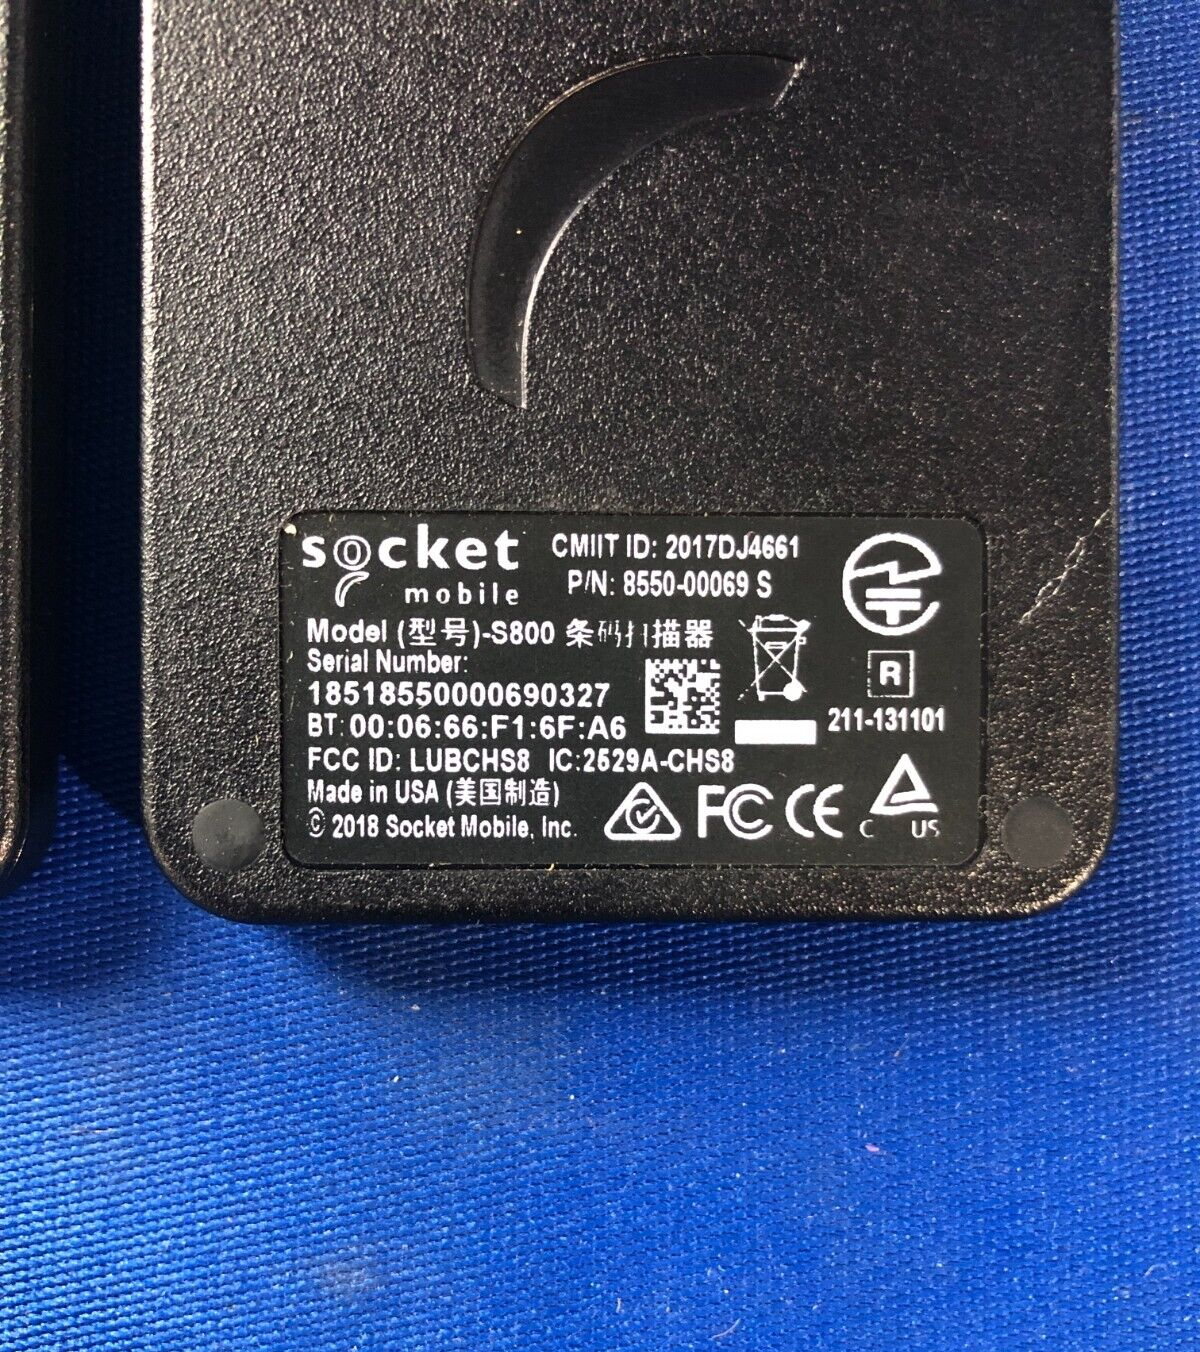 socket
mobile
CMIIT ID: 2017DJ4661
P/N: 8550-00069 S
Model (型号)-S800 条码扫描器
Serial Number:
18518550000690327
BT: 00:06:66:F1:6F:A6
FCC ID: LUBCHS8 IC:2529A-CHS8
Made in USA (美国制造)
© 2018 Socket Mobile, Inc.
R
211-131101
FC CE
C US